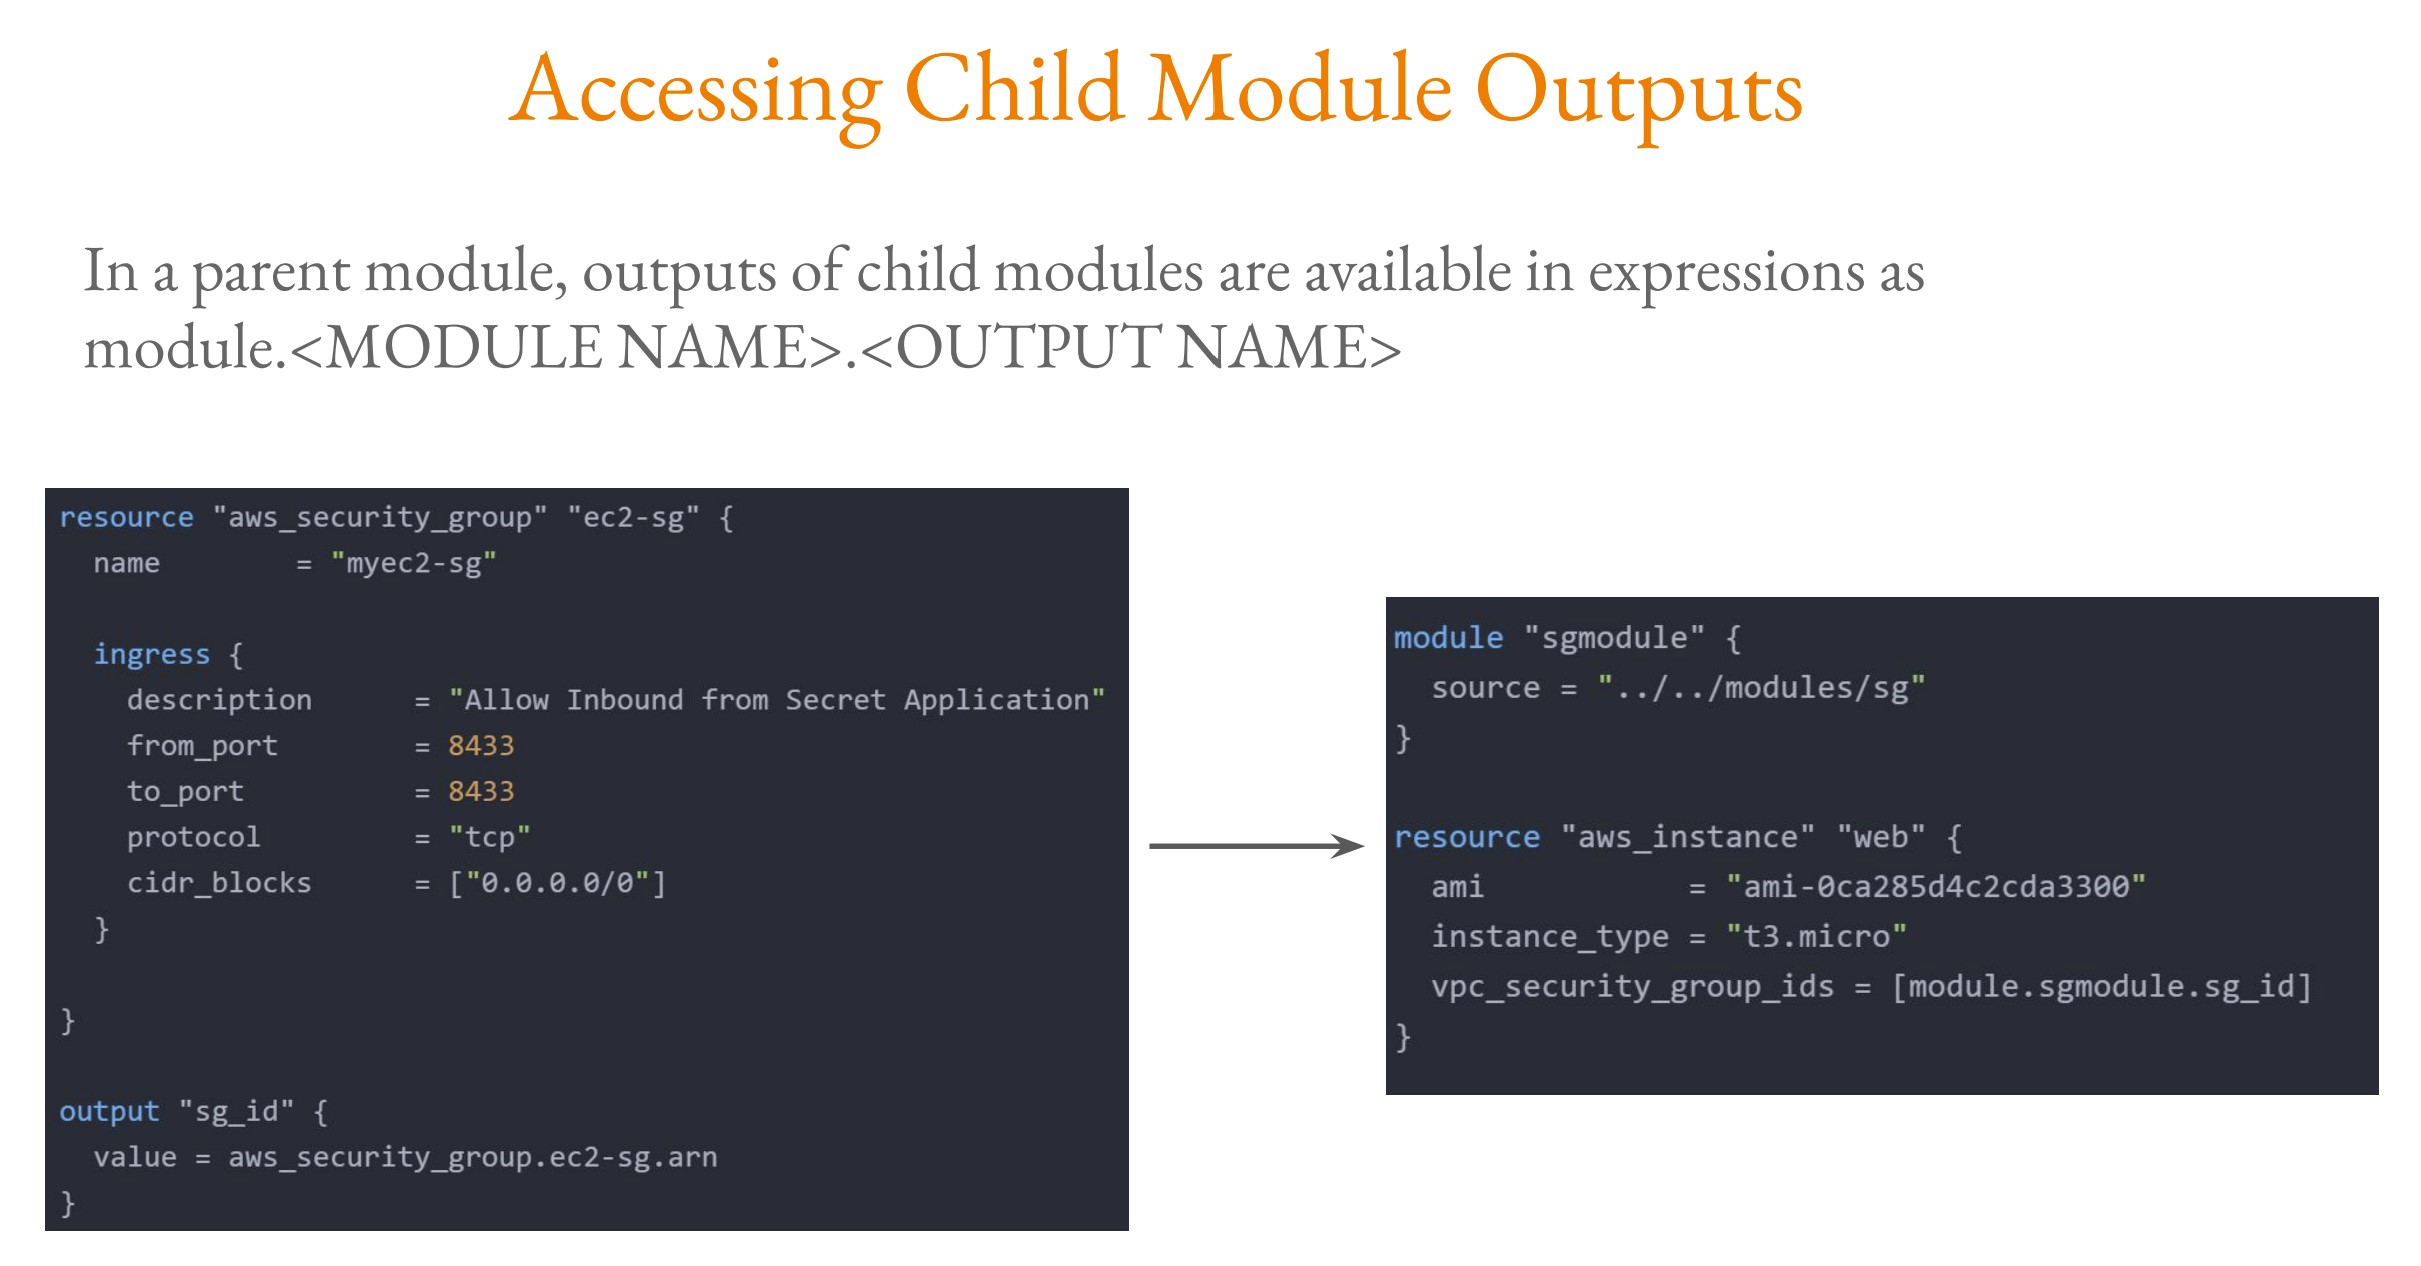 Accessing Child Module Outputs
In a parent module, outputs of child modules are available in expressions as
module.<MODULE NAME>.<OUTPUT NAME>
resource "aws_security_group" "ec2-sg" {
  name        = "myec2-sg"
  ingress {
    description      = "Allow Inbound from Secret Application"
    from_port        = 8433
    to_port          = 8433
    protocol         = "tcp"
    cidr_blocks      = ["0.0.0.0/0"]
  }
}
output "sg_id" {
  value = aws_security_group.ec2-sg.arn
}
module "sgmodule" {
  source = "../../modules/sg"
}
resource "aws_instance" "web" {
  ami           = "ami-0ca285d4c2cda3300"
  instance_type = "t3.micro"
  vpc_security_group_ids = [module.sgmodule.sg_id]
}